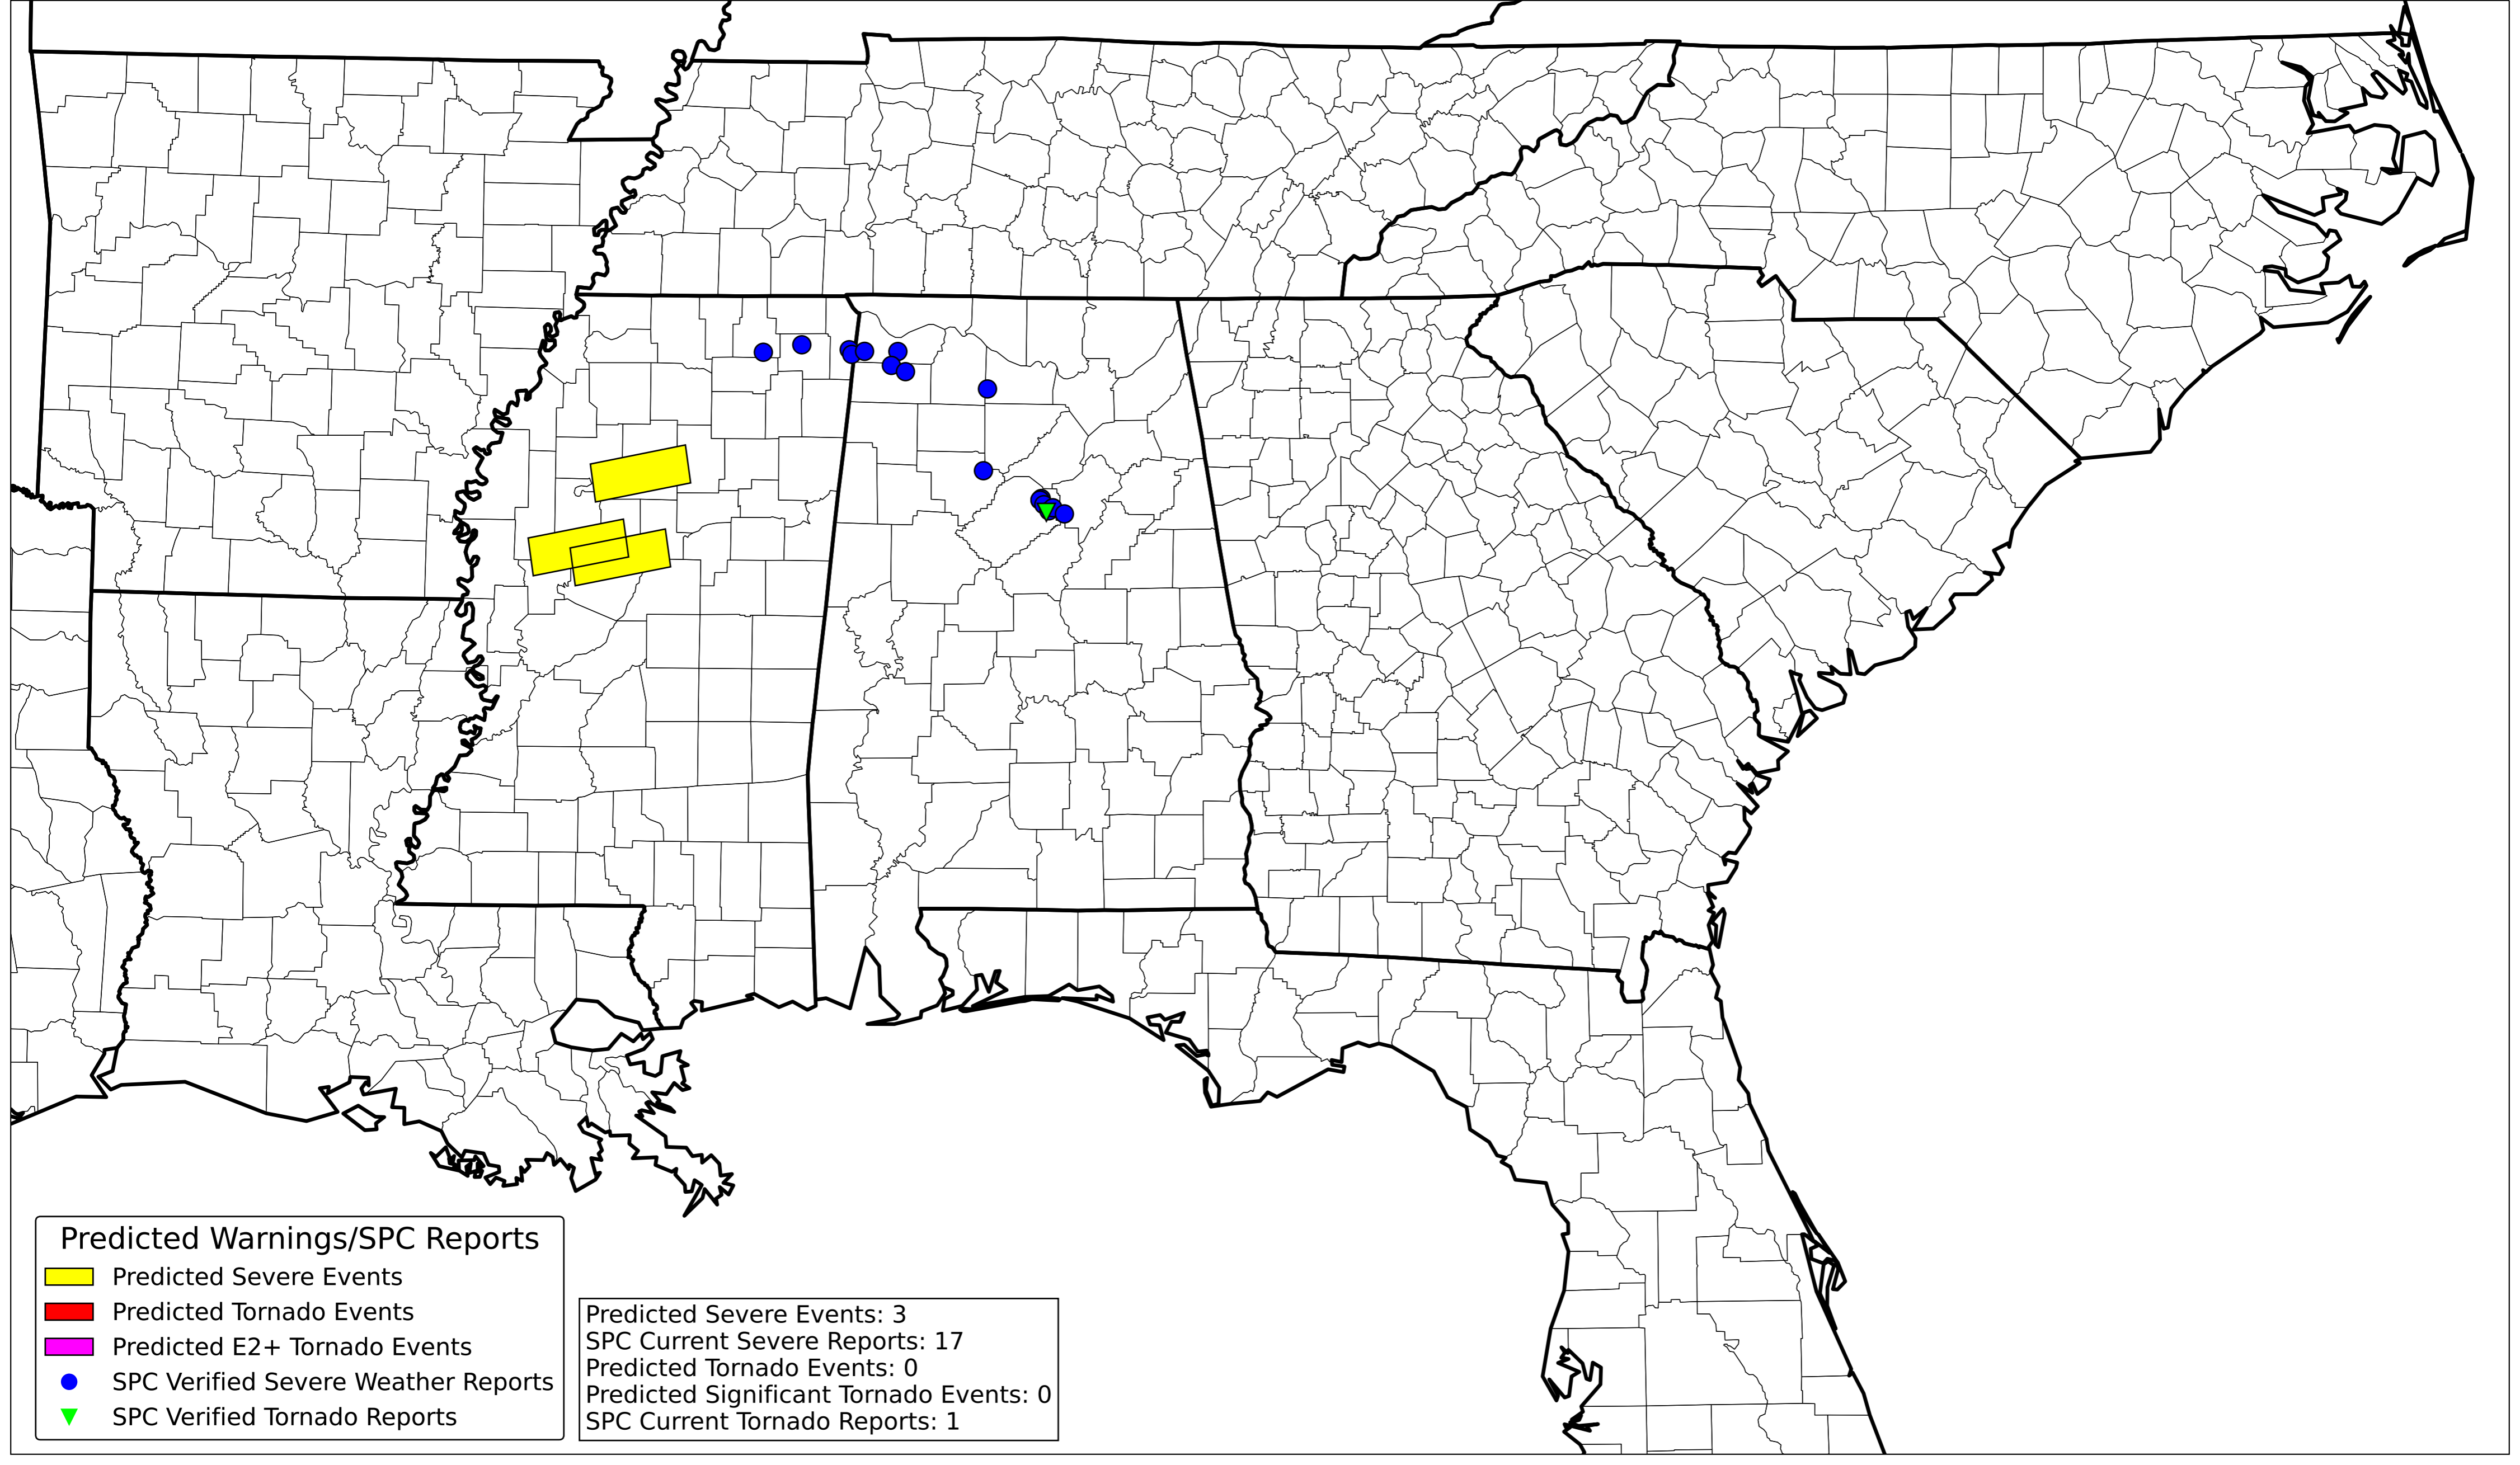 Predicted Warnings/SPC Reports
Predicted Severe Events
Predicted Tornado Events
Predicted E2+ Tornado Events
SPC Verified Severe Weather Reports
SPC Verified Tornado Reports
Predicted Severe Events: 3
SPC Current Severe Reports: 17
Predicted Tornado Events: 0
Predicted Significant Tornado Events: 0
SPC Current Tornado Reports: 1